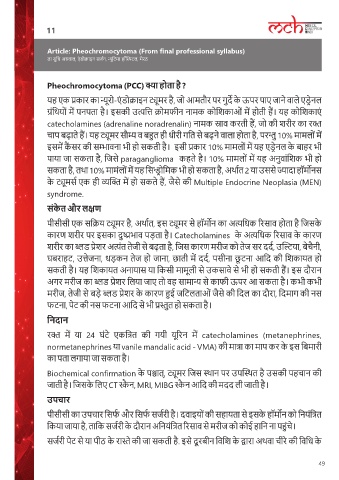 11
mch
Article: Pheochromocytoma (From final professional syllabus)
Pheochromocytoma (PCC) क्या होता है ?
यह एक प्रकार का न्यूरो-एंडोक्राइन ट्यूमर है, जो आमतौर पर गुर्दे के ऊपर पाए जाने वाले एड्रेनल
ग्रंथियों में पनपता है। इसकी उत्पत्ति क्रोमफीन नामक कोशिकाओं में होती हैं। यह कोशिकाएं
catecholamines (adrenaline noradrenalin) नामक स्राव करती हैं, जो की शरीर का रक्त
चाप बढ़ाते हैं। यह ट्यूमर सौम्य व बहुत ही धीरी गति से बढ़ने वाला होता है, परन्तु 10% मामलों में
इसमें कैंसर की सम्भावना भी हो सकती है। इसी प्रकार 10% मामलों में यह एड्रेनल के बाहर भी
पाया जा सकता है, जिसे paraganglioma कहते है। 10% मामलों में यह अनुवांशिक भी हो
सकता है, तथा 10% मामलों में यह सिन्ड्रोमिक भी हो सकता है, अर्थात 2 या उससे ज्यादा हॉर्मोनस
के ट्यूमर्स एक ही व्यक्ति में हो सकते हैं, जैसे की Multiple Endocrine Neoplasia (MEN)
syndrome.
संकेत और लक्षण
पीसीसी एक सक्रिय ट्यूमर है, अर्थात, इस ट्यूमर से हॉर्मोन का अत्यधिक रिसाव होता है जिसके
कारण शरीर पर इसका दुष्प्रभाव पड़ता है। Catecholamines के अत्यधिक रिसाव के कारण
शरीर का ब्लड प्रेशर अत्यंत तेजी से बढ़ता है, जिस कारण मरीज को तेज सर दर्द, उल्टिया, बेचैनी,
घबराहट, उत्तेजना, धड़कन तेज हो जाना, छाती में दर्द, पसीना छुटना आदि की शिकायत हो
सकती है। यह शिकायत अनायास या किसी मामूली से उकसावे से भी हो सकती हैं। इस दौरान
अगर मरीज का ब्लड प्रेशर लिया जाए तो वह सामान्य से काफी ऊपर आ सकता है। कभी कभी
मरीज, तेजी से बड़े ब्लड प्रेशर के कारण हुई जटिलताओं जैसे की दिल का दौरा, दिमाग की नस
फटना, पेट की नस फटना आदि से भी प्रस्तुत हो सकता है।
निदान
रक्त में या 24 घंटे एकत्रित की गयी यूरिन में catecholamines (metanephrines,
normetanephrines या vanile mandalic acid - VMA) की मात्रा का माप कर के इस बिमारी
का पता लगाया जा सकता है।
Biochemical confirmation के पश्चात्, ट्यूमर जिस स्थान पर उपस्थित है उसकी पहचान की
जाती है। जिसके लिए CT स्कैन, MRI, MIBG स्कैन आदि की मदद ली जाती है।
उपचार
पीसीसी का उपचार सिर्फ और सिर्फ सर्जरी है। दवाइयों की सहायता से इसके हॉर्मोन को नियंत्रित
किया जाया है, ताकि सर्जरी के दौरान अनियंत्रित रिसाव से मरीज को कोई हानि ना पहुंचे।
सर्जरी पेट से या पीठ के रास्ते की जा सकती है. इसे दूरबीन विधि के द्वारा अथवा चीरे की विधि के
49